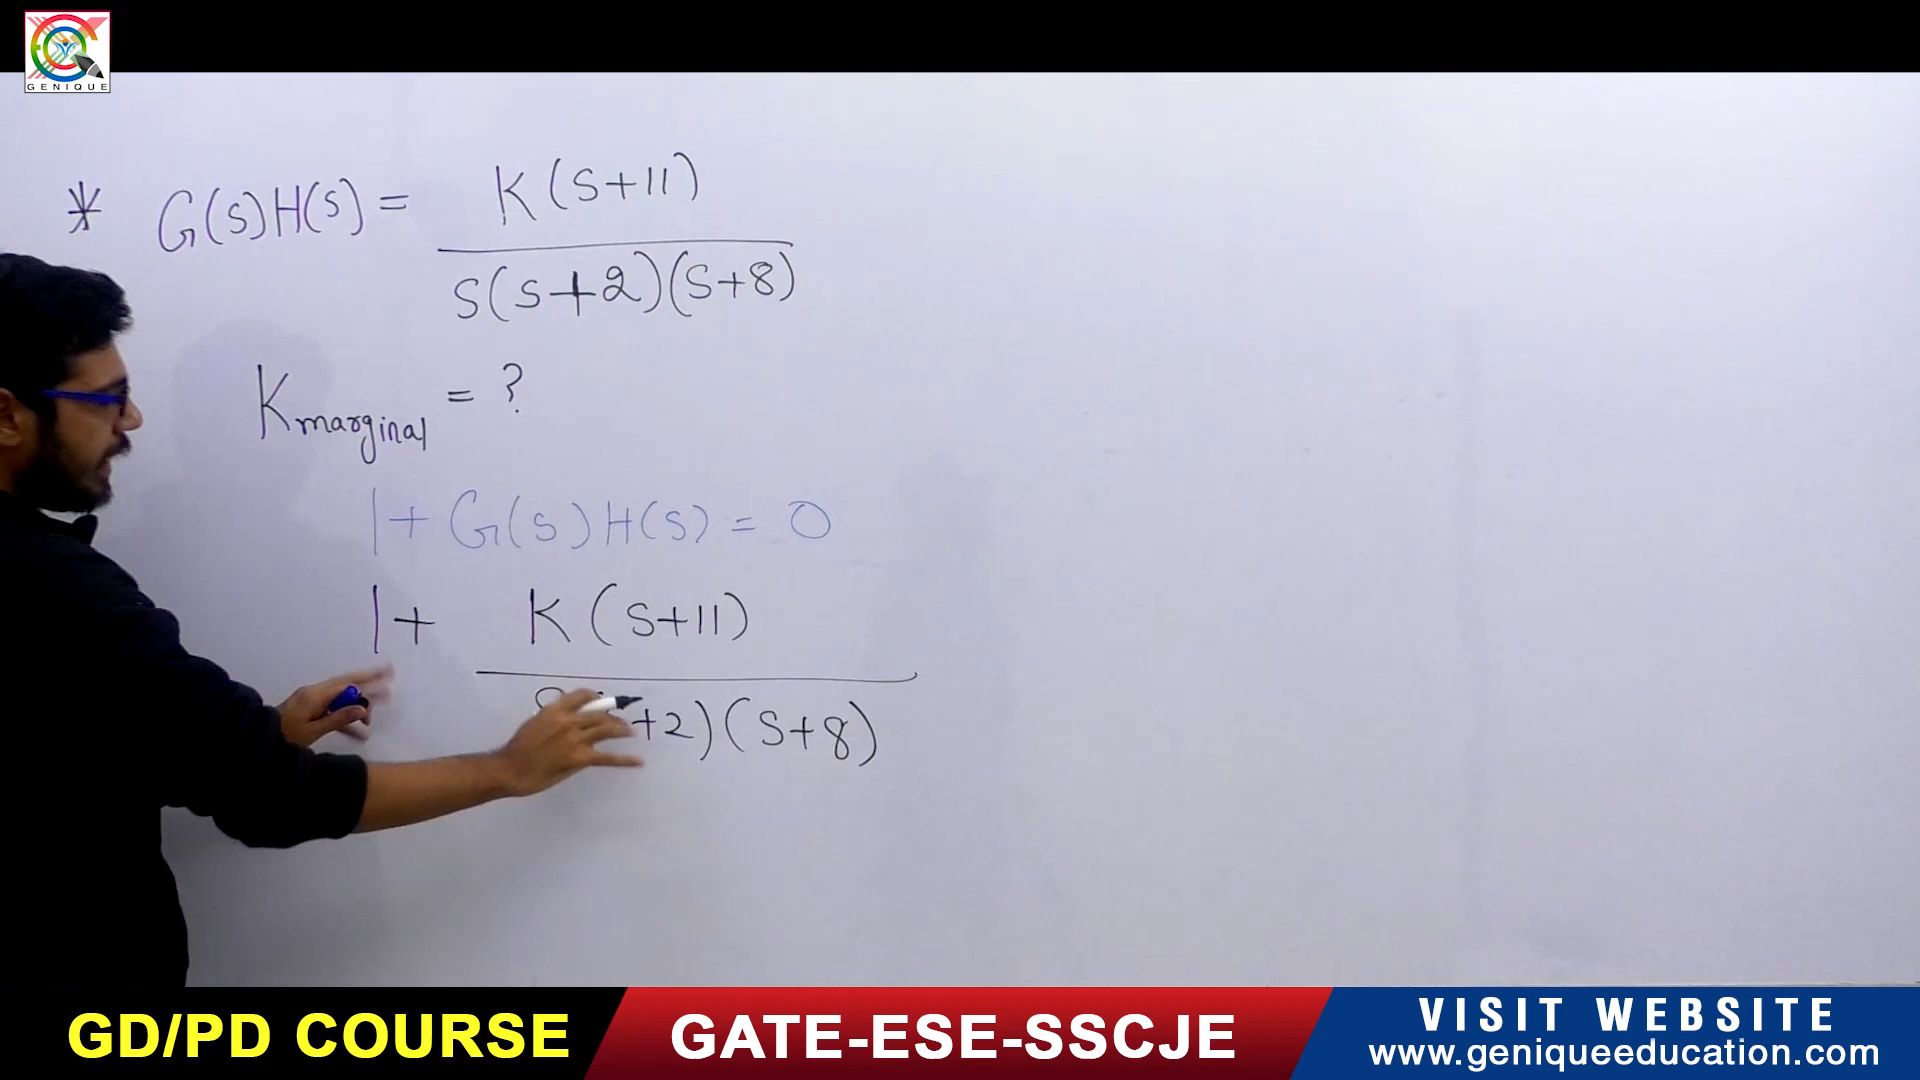 GENIQUE
* G(s)H(s) = K(s+11)
s(s+2)(s+8)
Kmarginal = ?
1+ G(s)H(s) = 0
1+ K(s+11)
+2)(s+8)
GD/PD COURSE
GATE-ESE-SSCJE
VISIT WEBSITE
www.geniqueeducation.com